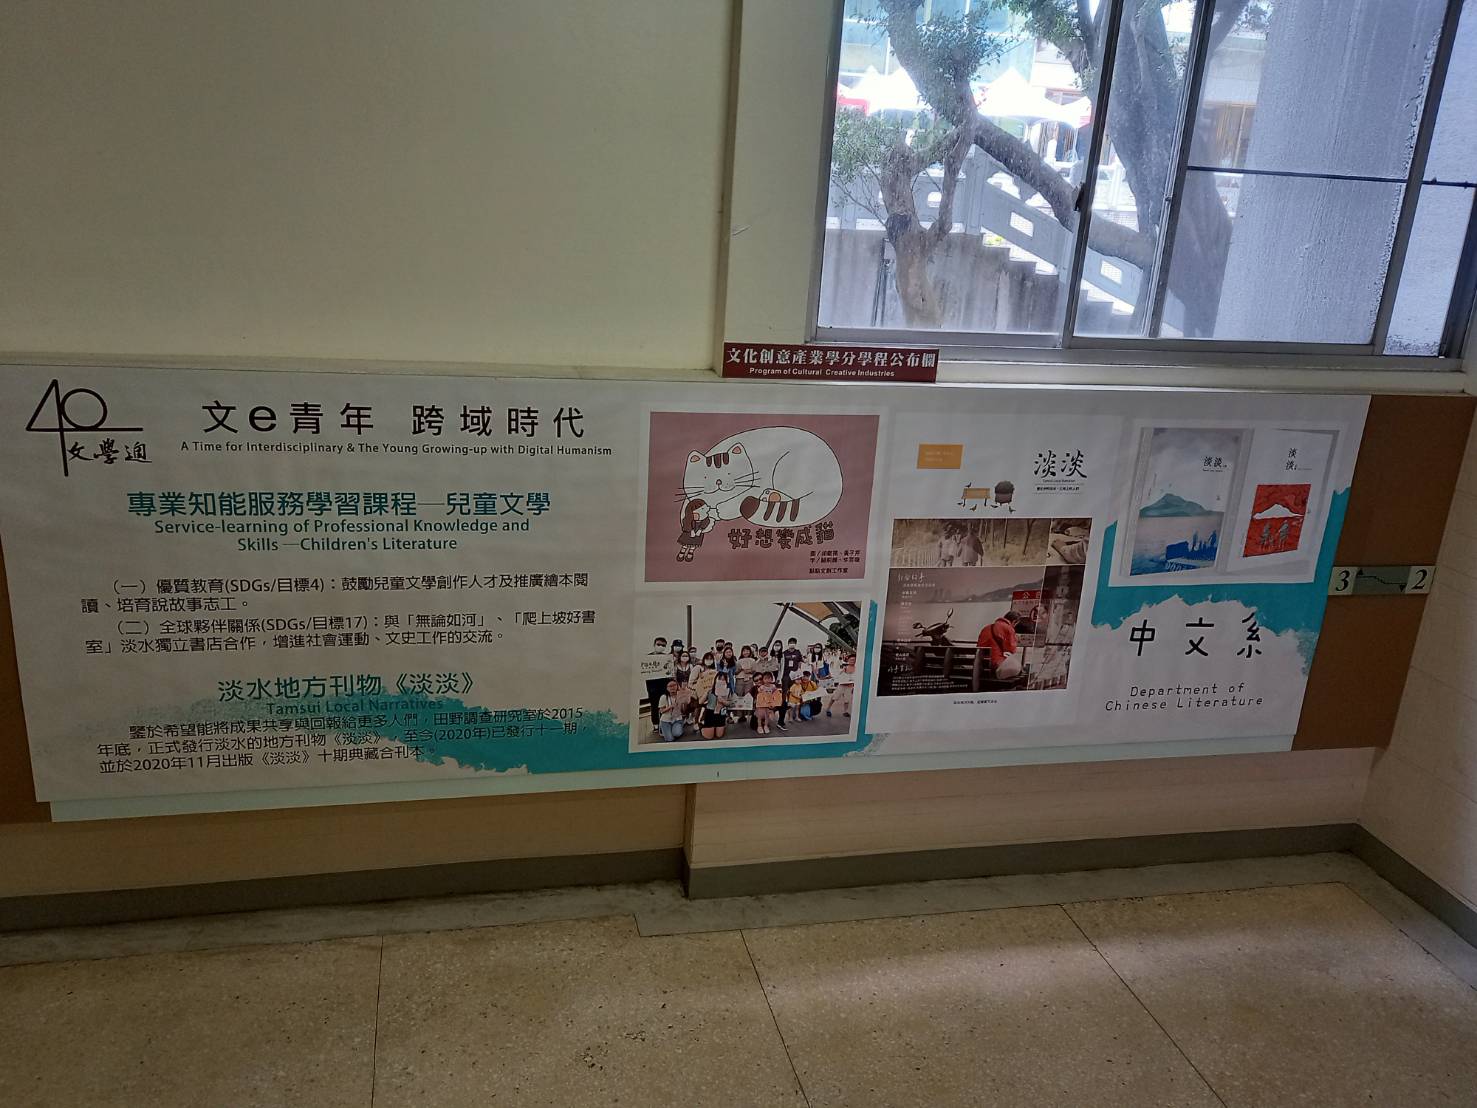 文化創意產業學分學程公布欄
Program of Cultural Creative Industries
40
文學通
文e青年 跨域時代
A Time for Interdisciplinary & The Young Growing-up with Digital Humanism
專業知能服務學習課程─兒童文學
Service-learning of Professional Knowledge and
Skills ─Children's Literature
（一）優質教育(SDGs/目標4)：鼓勵兒童文學創作人才及推廣繪本閱
讀、培育說故事志工。
（二）全球夥伴關係(SDGs/目標17)：與「無論如河」、「爬上坡好書
室」淡水獨立書店合作，增進社會運動、文史工作的交流。
淡水地方刊物《淡淡》
Tamsui Local Narratives
鑒於希望能將成果共享與回報給更多人們，田野調查研究室於2015
年底，正式發行淡水的地方刊物《淡淡》，至今(2020年)已發行十一期，
並於2020年11月出版《淡淡》十期典藏合刊本。
好想變成貓
淡淡
淡淡
淡
淡
中文系
Department of
Chinese Literature
3
2